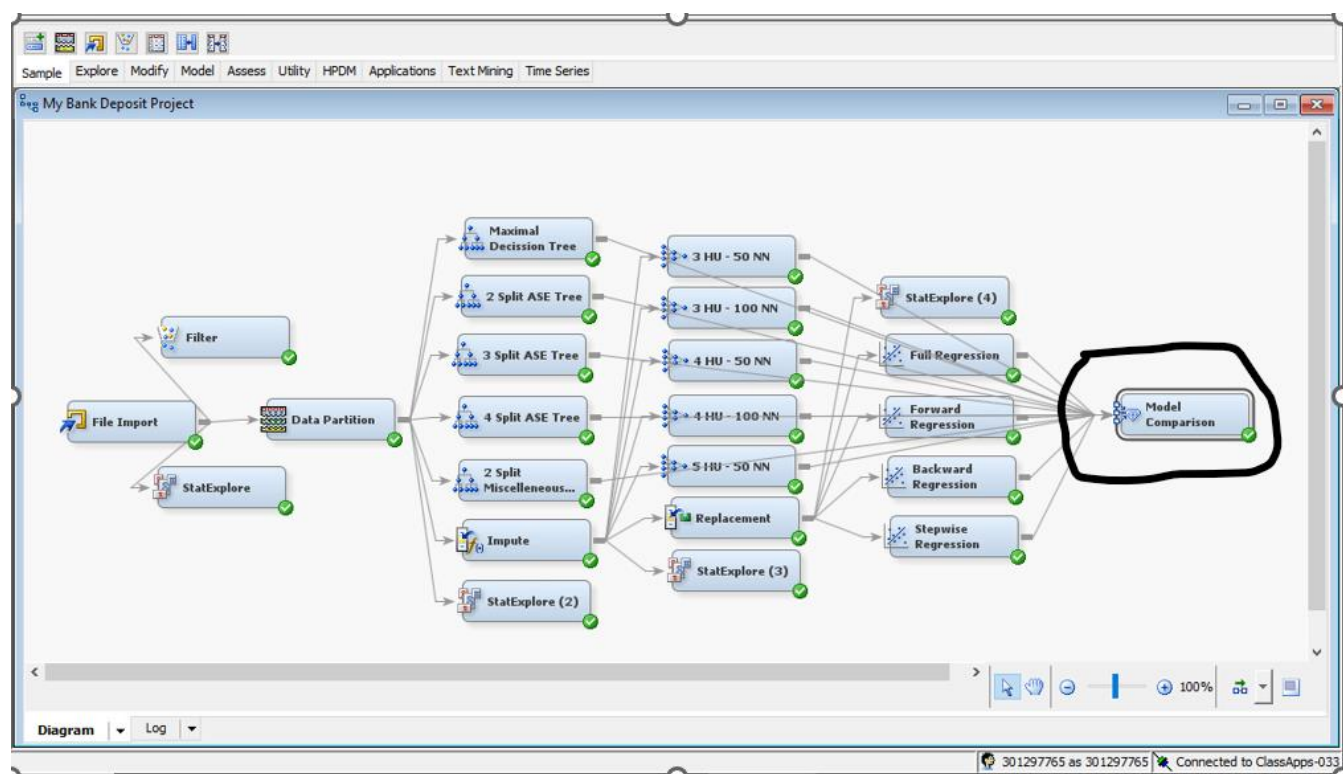 Sample Explore Modify Model Assess Utility HPDM Applications Text Mining Time Series
My Bank Deposit Project
Maximal
Decission Tree
2 Split ASE Tree
3 Split ASE Tree
4 Split ASE Tree
2 Split
Miscelleneous...
Impute
StatExplore (2)
Filter
File Import
Data Partition
StatExplore
3 HU - 50 NN
3 HU - 100 NN
4 HU - 50 NN
4 HU - 100 NN
5 HU - 50 NN
Replacement
StatExplore (3)
StatExplore (4)
Full Regression
Forward
Regression
Backward
Regression
Stepwise
Regression
Model
Comparison
100%
Diagram Log
301297765 as 301297765 Connected to ClassApps-033